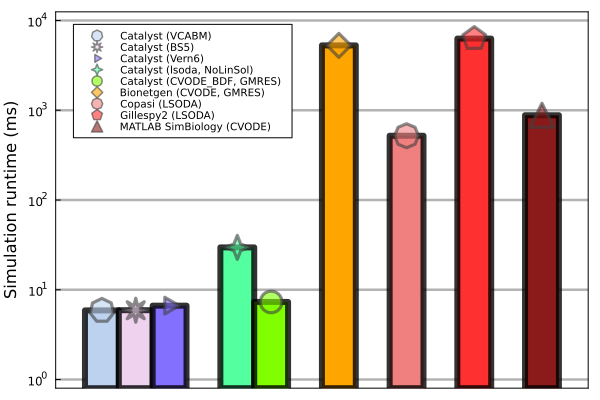 10^4
10^3
10^2
10^1
10^0
Simulation runtime (ms)
Catalyst (VCABM)
Catalyst (BS5)
Catalyst (Vern6)
Catalyst (lsoda, NoLinSol)
Catalyst (CVODE_BDF, GMRES)
Bionetgen (CVODE, GMRES)
Copasi (LSODA)
Gillespy2 (LSODA)
MATLAB SimBiology (CVODE)